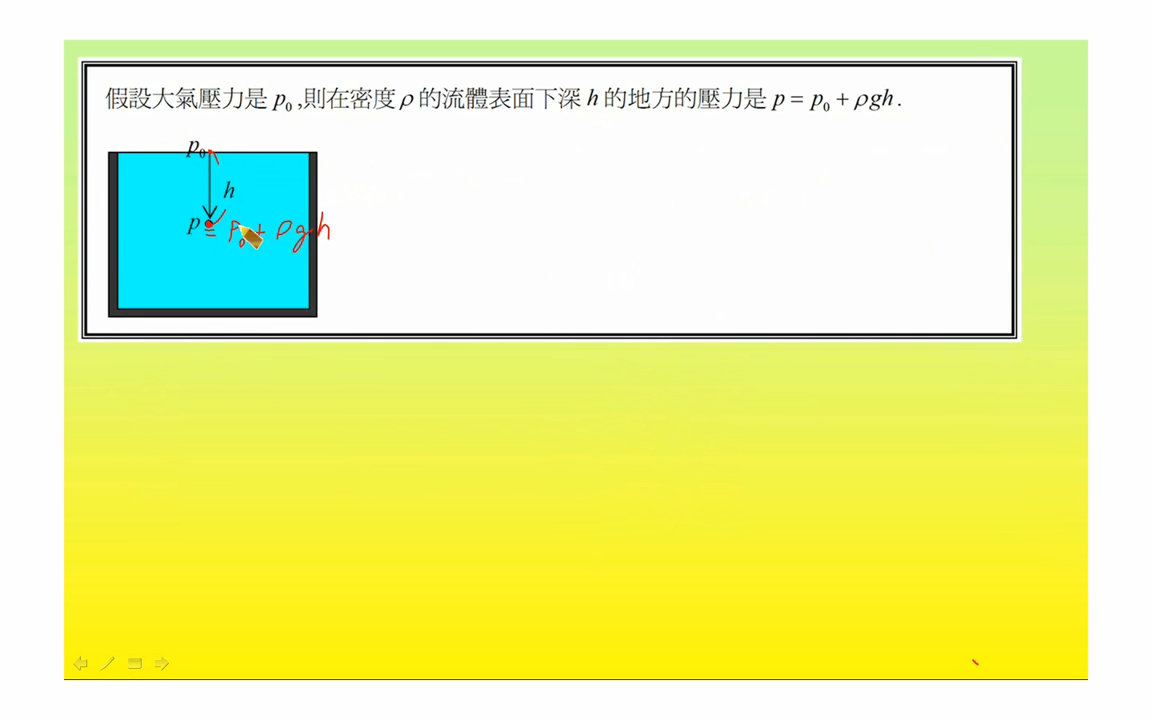 假設大氣壓力是 p₀ ,則在密度 ρ 的流體表面下深 h 的地方的壓力是 p = p₀ + ρgh .
p₀
h
p = P₀ + ρgh